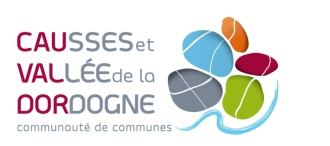 CAUSSES et
VALLÉE de la
DORDOGNE
communauté de communes